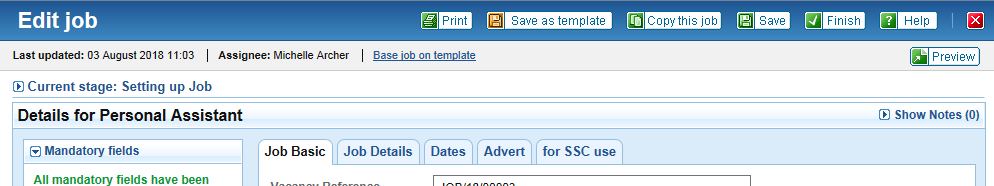 Edit job
Print
Save as template
Copy this job
Save
Finish
Help
Last updated: 03 August 2018 11:03
Assignee: Michelle Archer
Base job on template
Preview
Current stage: Setting up Job
Details for Personal Assistant
Show Notes (0)
Mandatory fields
Job Basic
Job Details
Dates
Advert
for SSC use
All mandatory fields have been
Vacancy Reference